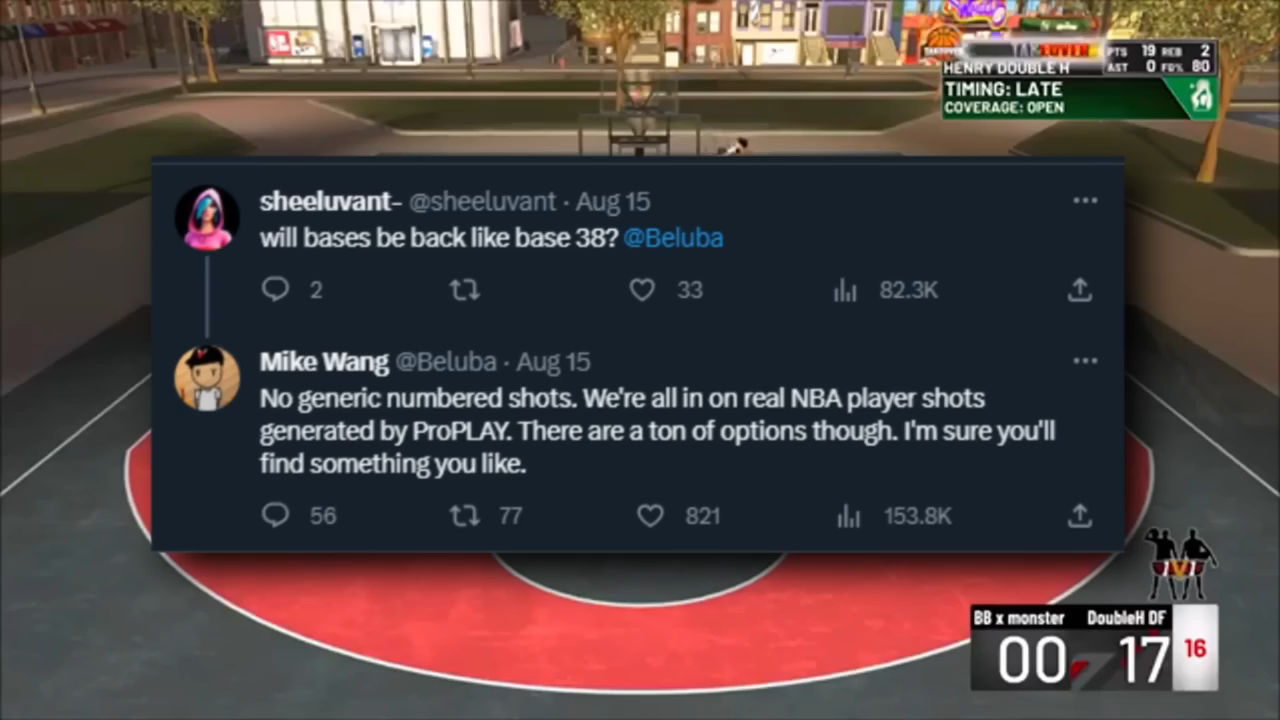 TAKEOVER
PTS 19 REB 2
HENRY DOUBLE H
AST 0 FG% 80
TIMING: LATE
COVERAGE: OPEN
sheeluvant- @sheeluvant · Aug 15
will bases be back like base 38? @Beluba
2 33 82.3K
Mike Wang @Beluba · Aug 15
No generic numbered shots. We're all in on real NBA player shots
generated by ProPLAY. There are a ton of options though. I'm sure you'll
find something you like.
56 77 821 153.8K
1V1
BB x monster DoubleH DF
00 17 16